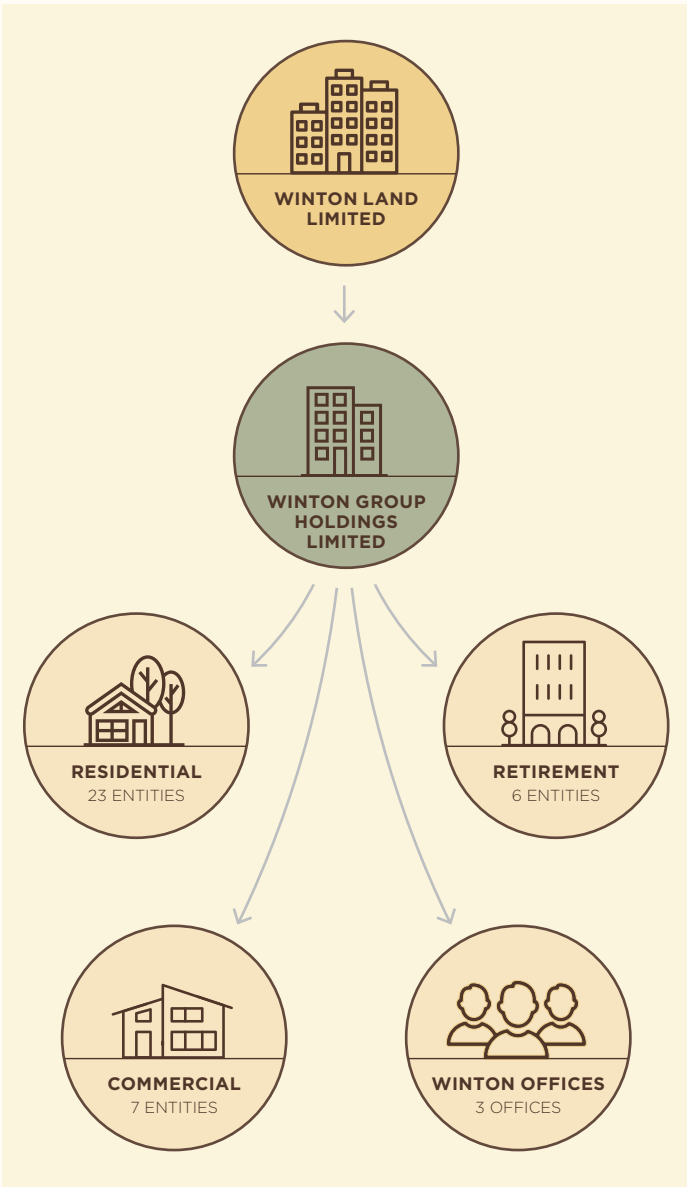 WINTON LAND
LIMITED
WINTON GROUP
HOLDINGS
LIMITED
RESIDENTIAL
23 ENTITIES
RETIREMENT
6 ENTITIES
COMMERCIAL
7 ENTITIES
WINTON OFFICES
3 OFFICES